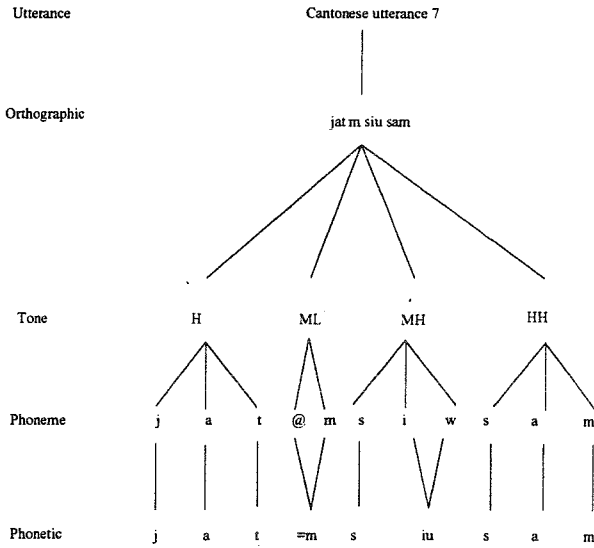 Utterance Cantonese utterance 7
Orthographic jat m siu sam
Tone H ML MH HH
Phoneme j a t @ m s i w s a m
Phonetic j a t =m s iu s a m